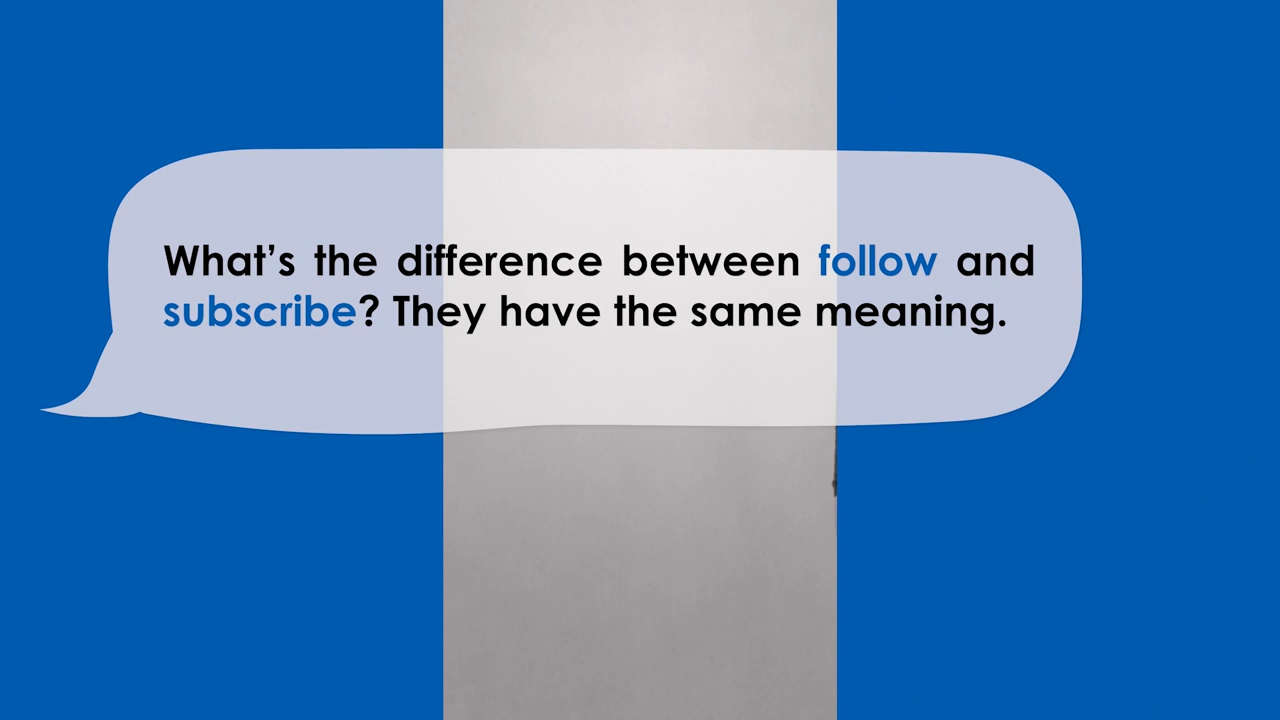 What’s the difference between follow and
subscribe? They have the same meaning.